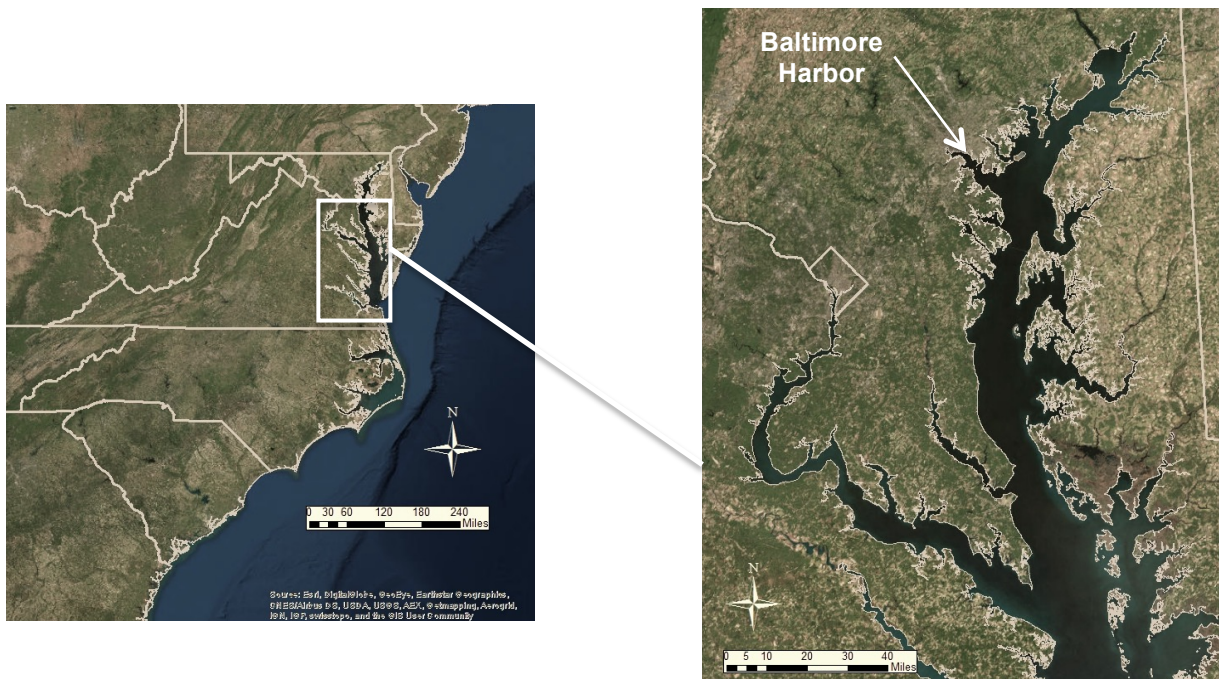 N
0 30 60 120 180 240
Miles
Source: Esri, DigitalGlobe, GeoEye, Earthstar Geographics,
CNES/Airbus DS, USDA, USGS, AEX, Getmapping, Aerogrid,
IGN, IGP, swisstopo, and the GIS User Community
Baltimore
Harbor
N
0 5 10 20 30 40
Miles